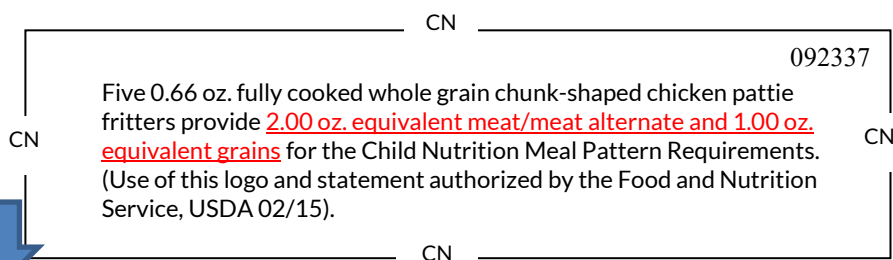 CN
092337
Five 0.66 oz. fully cooked whole grain chunk-shaped chicken pattie
fritters provide 2.00 oz. equivalent meat/meat alternate and 1.00 oz.
CN
CN
equivalent grains for the Child Nutrition Meal Pattern Requirements.
(Use of this logo and statement authorized by the Food and Nutrition
Service, USDA 02/15).
CN